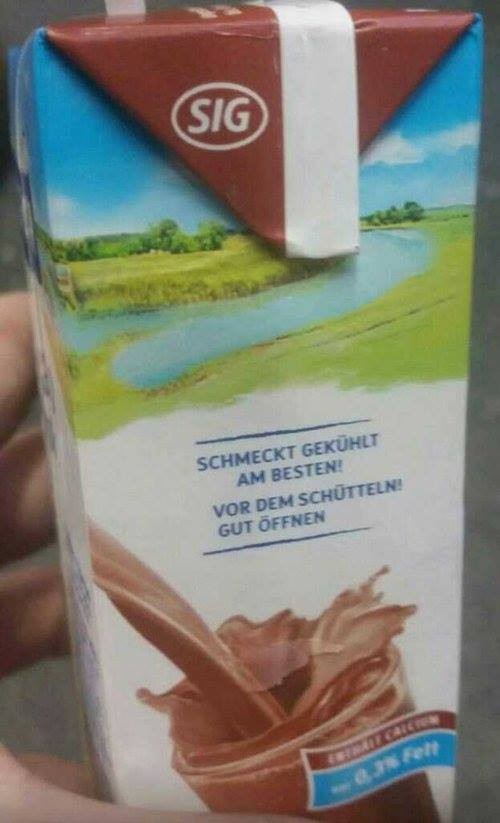 SIG
SCHMECKT GEKÜHLT
AM BESTEN!
VOR DEM SCHÜTTELN!
GUT ÖFFNEN
ENTHÄLT CALCIUM
0,3% Fett